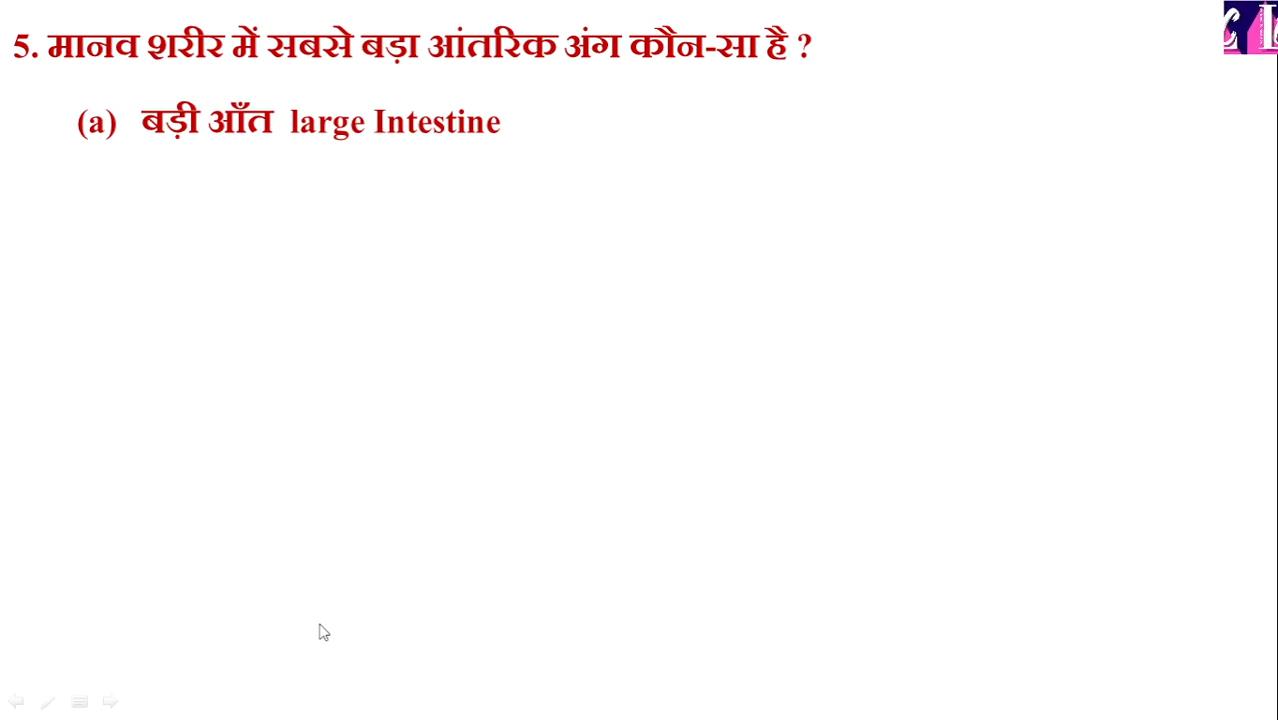 5. मानव शरीर में सबसे बड़ा आंतरिक अंग कौन-सा है ?
(a) बड़ी आँत large Intestine